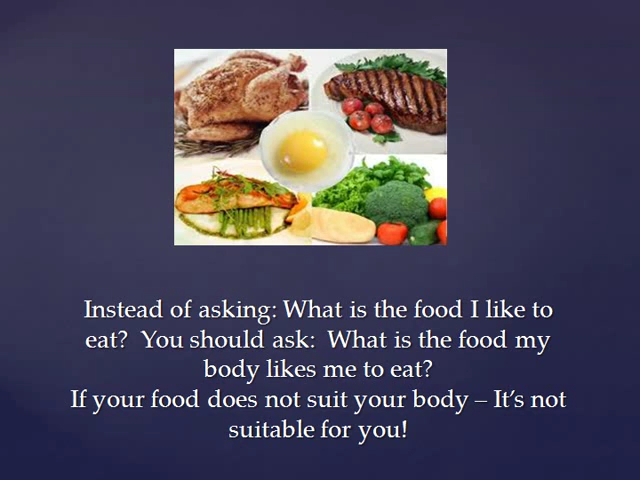 Instead of asking: What is the food I like to
eat?  You should ask:  What is the food my
body likes me to eat?
If your food does not suit your body – It’s not
suitable for you!